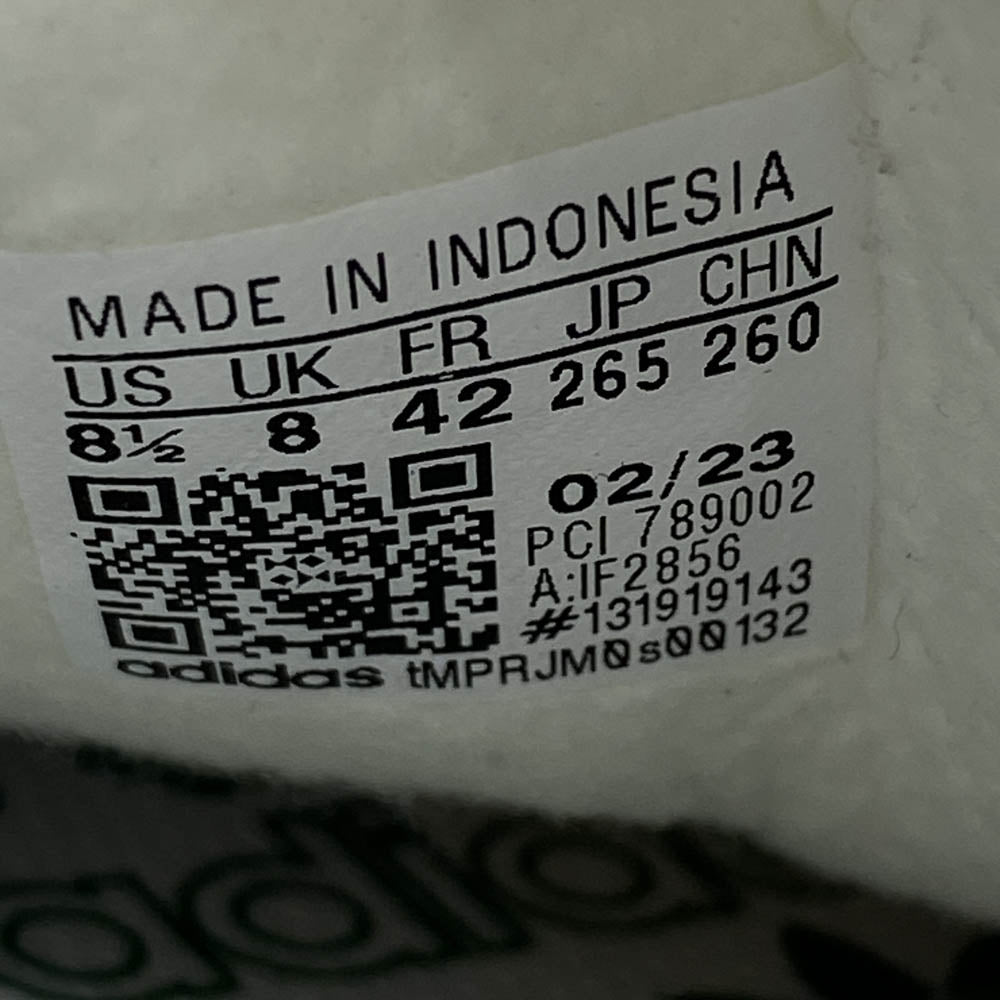 MADE IN INDONESIA
US UK FR JP CHN
8½ 8 42 265 260
02/23
PCI 789002
A:IF2856
#131919143
adidas tMPRJM0s00132
adida